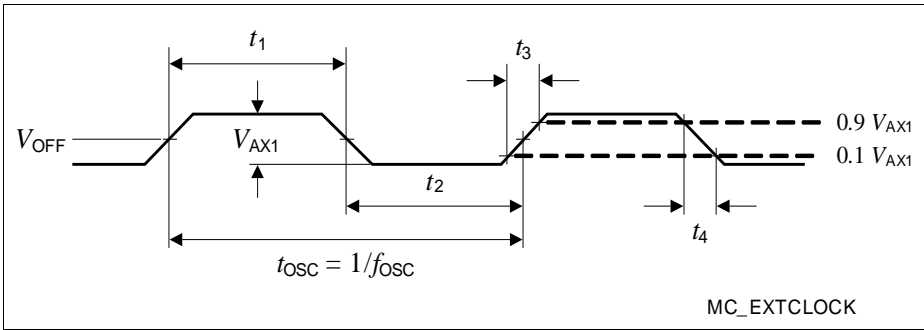 t1
t3
VOFF
VAX1
0.9 VAX1
0.1 VAX1
t2
t4
tOSC = 1/fOSC
MC_EXTCLOCK